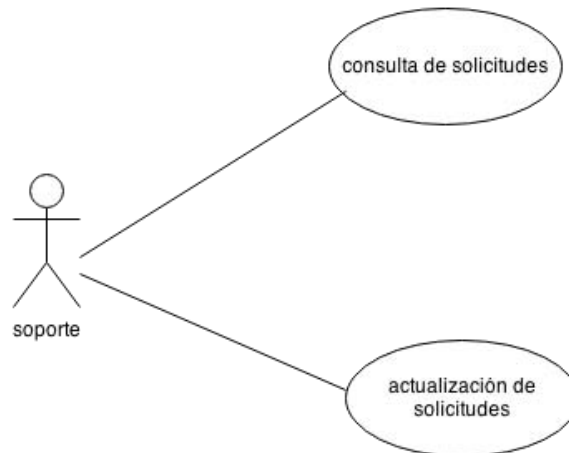 consulta de solicitudes
soporte
actualización de
solicitudes